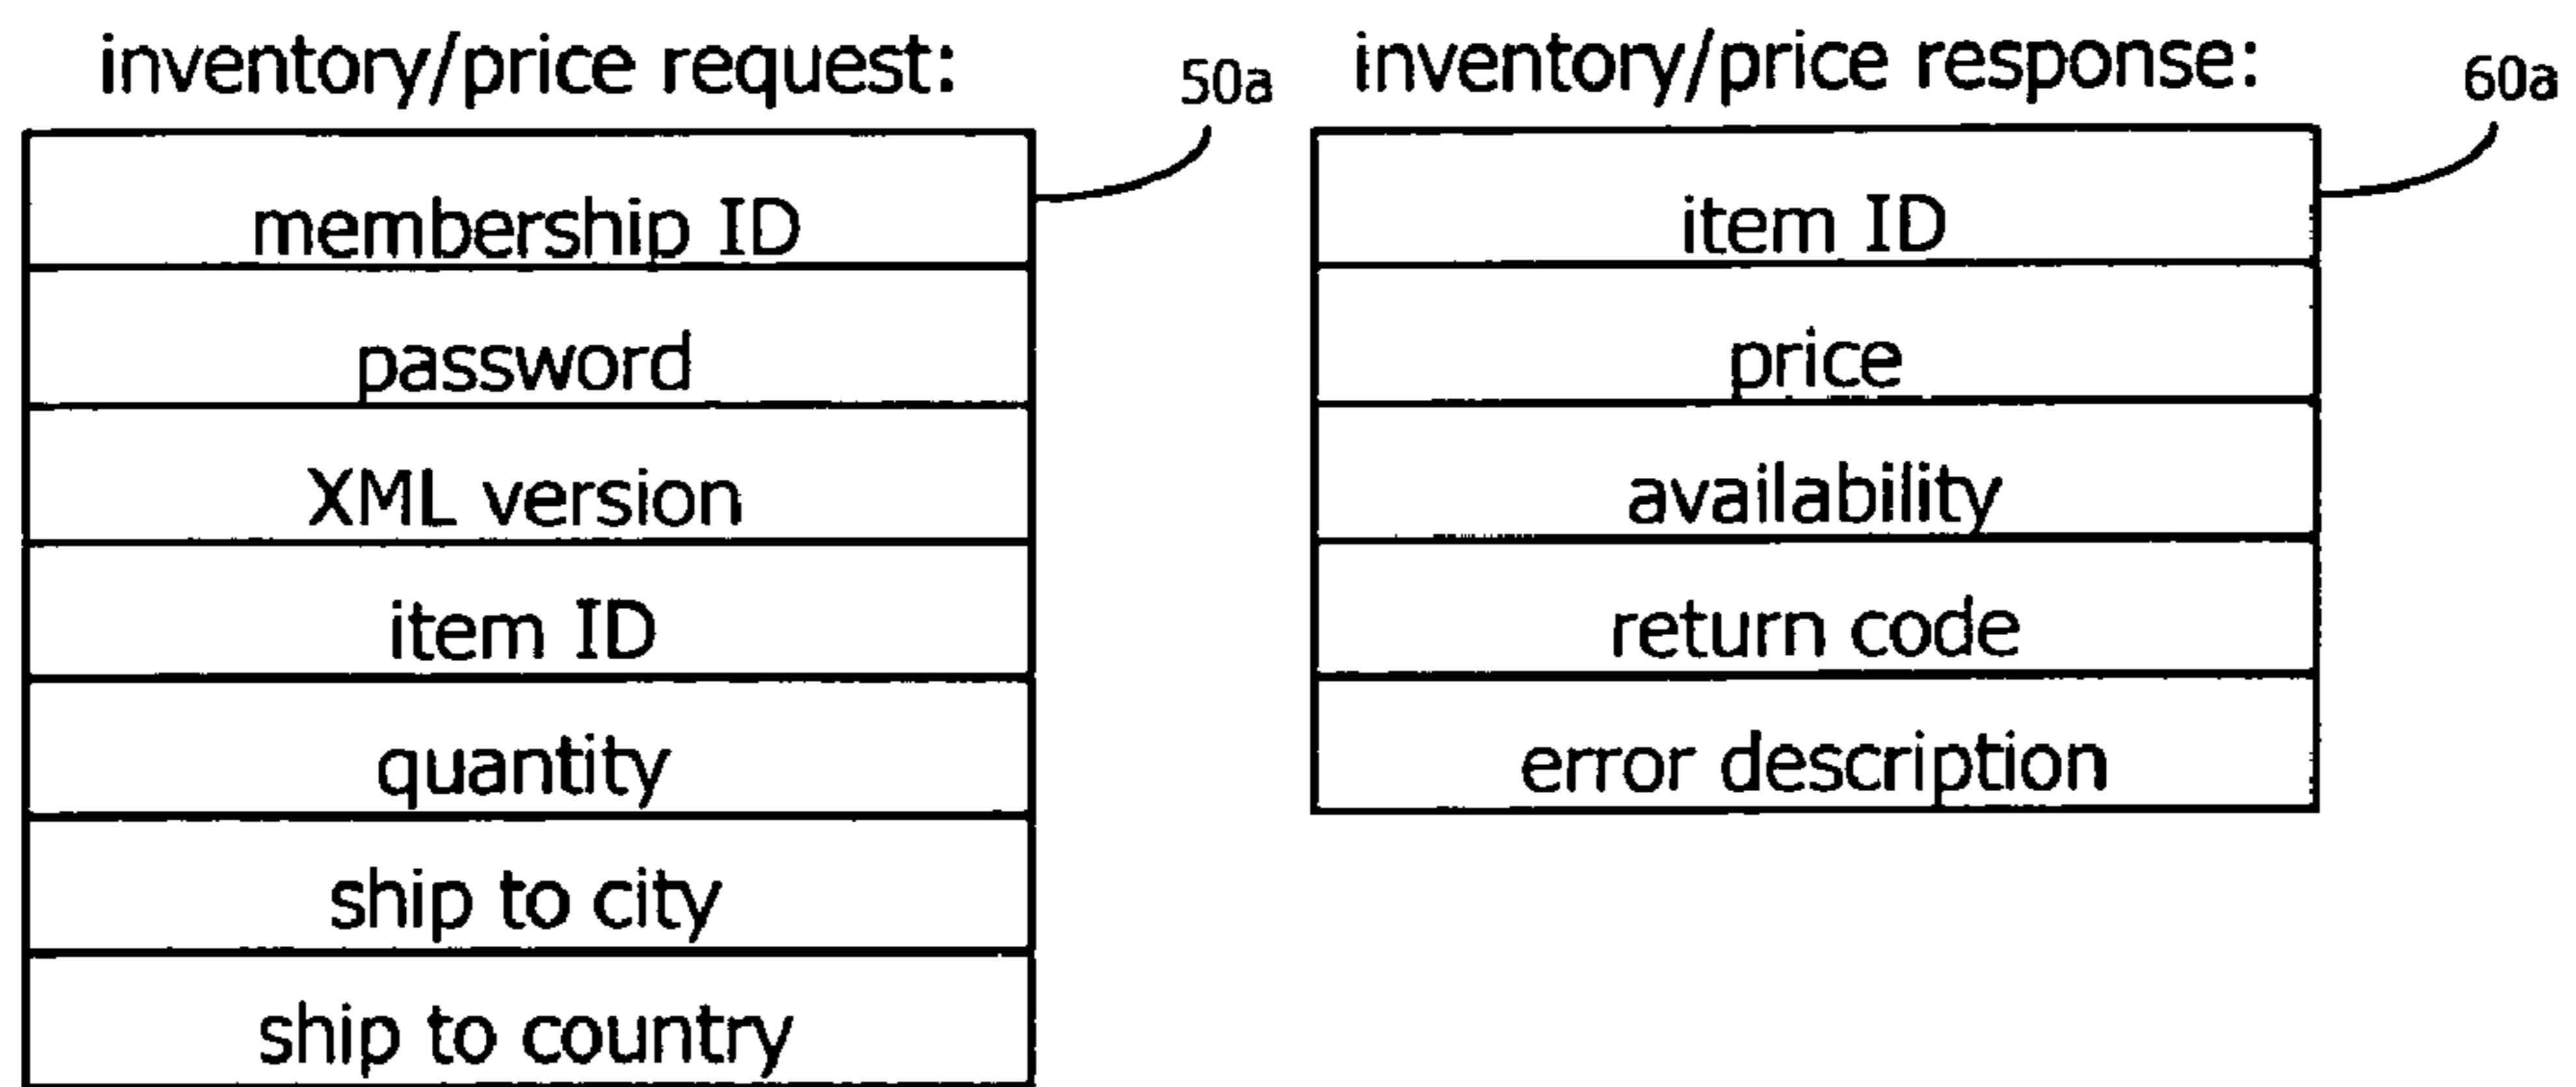 inventory/price request:
50a
membership ID
password
XML version
item ID
quantity
ship to city
ship to country
inventory/price response:
60a
item ID
price
availability
return code
error description